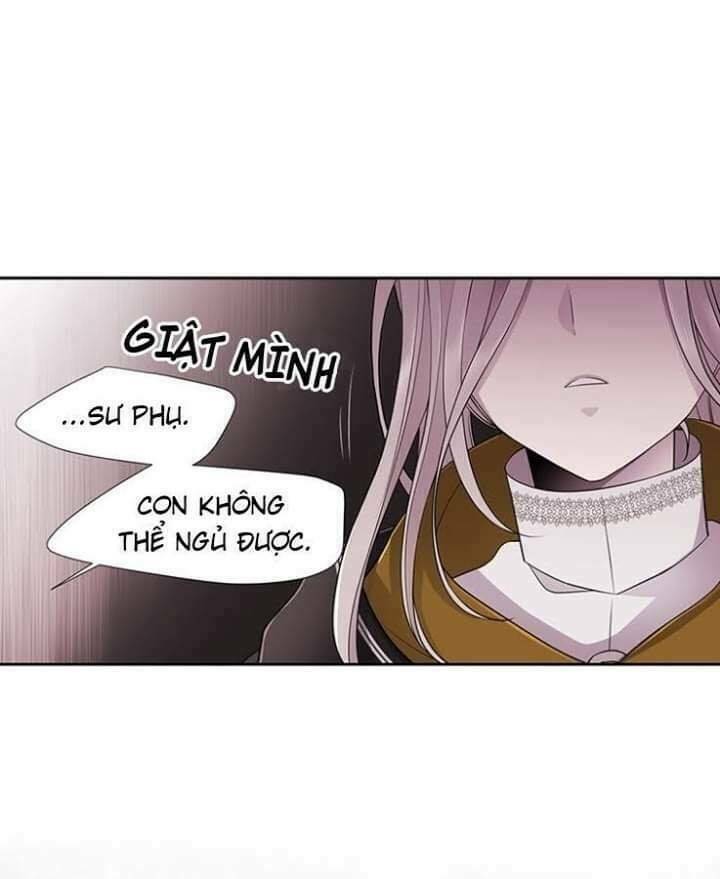 GIẬT MÌNH
...SƯ PHỤ.
CON KHÔNG
THỂ NGỦ ĐƯỢC.